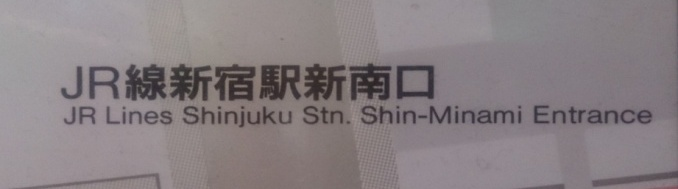 JR線新宿駅新南口
JR Lines Shinjuku Stn. Shin-Minami Entrance